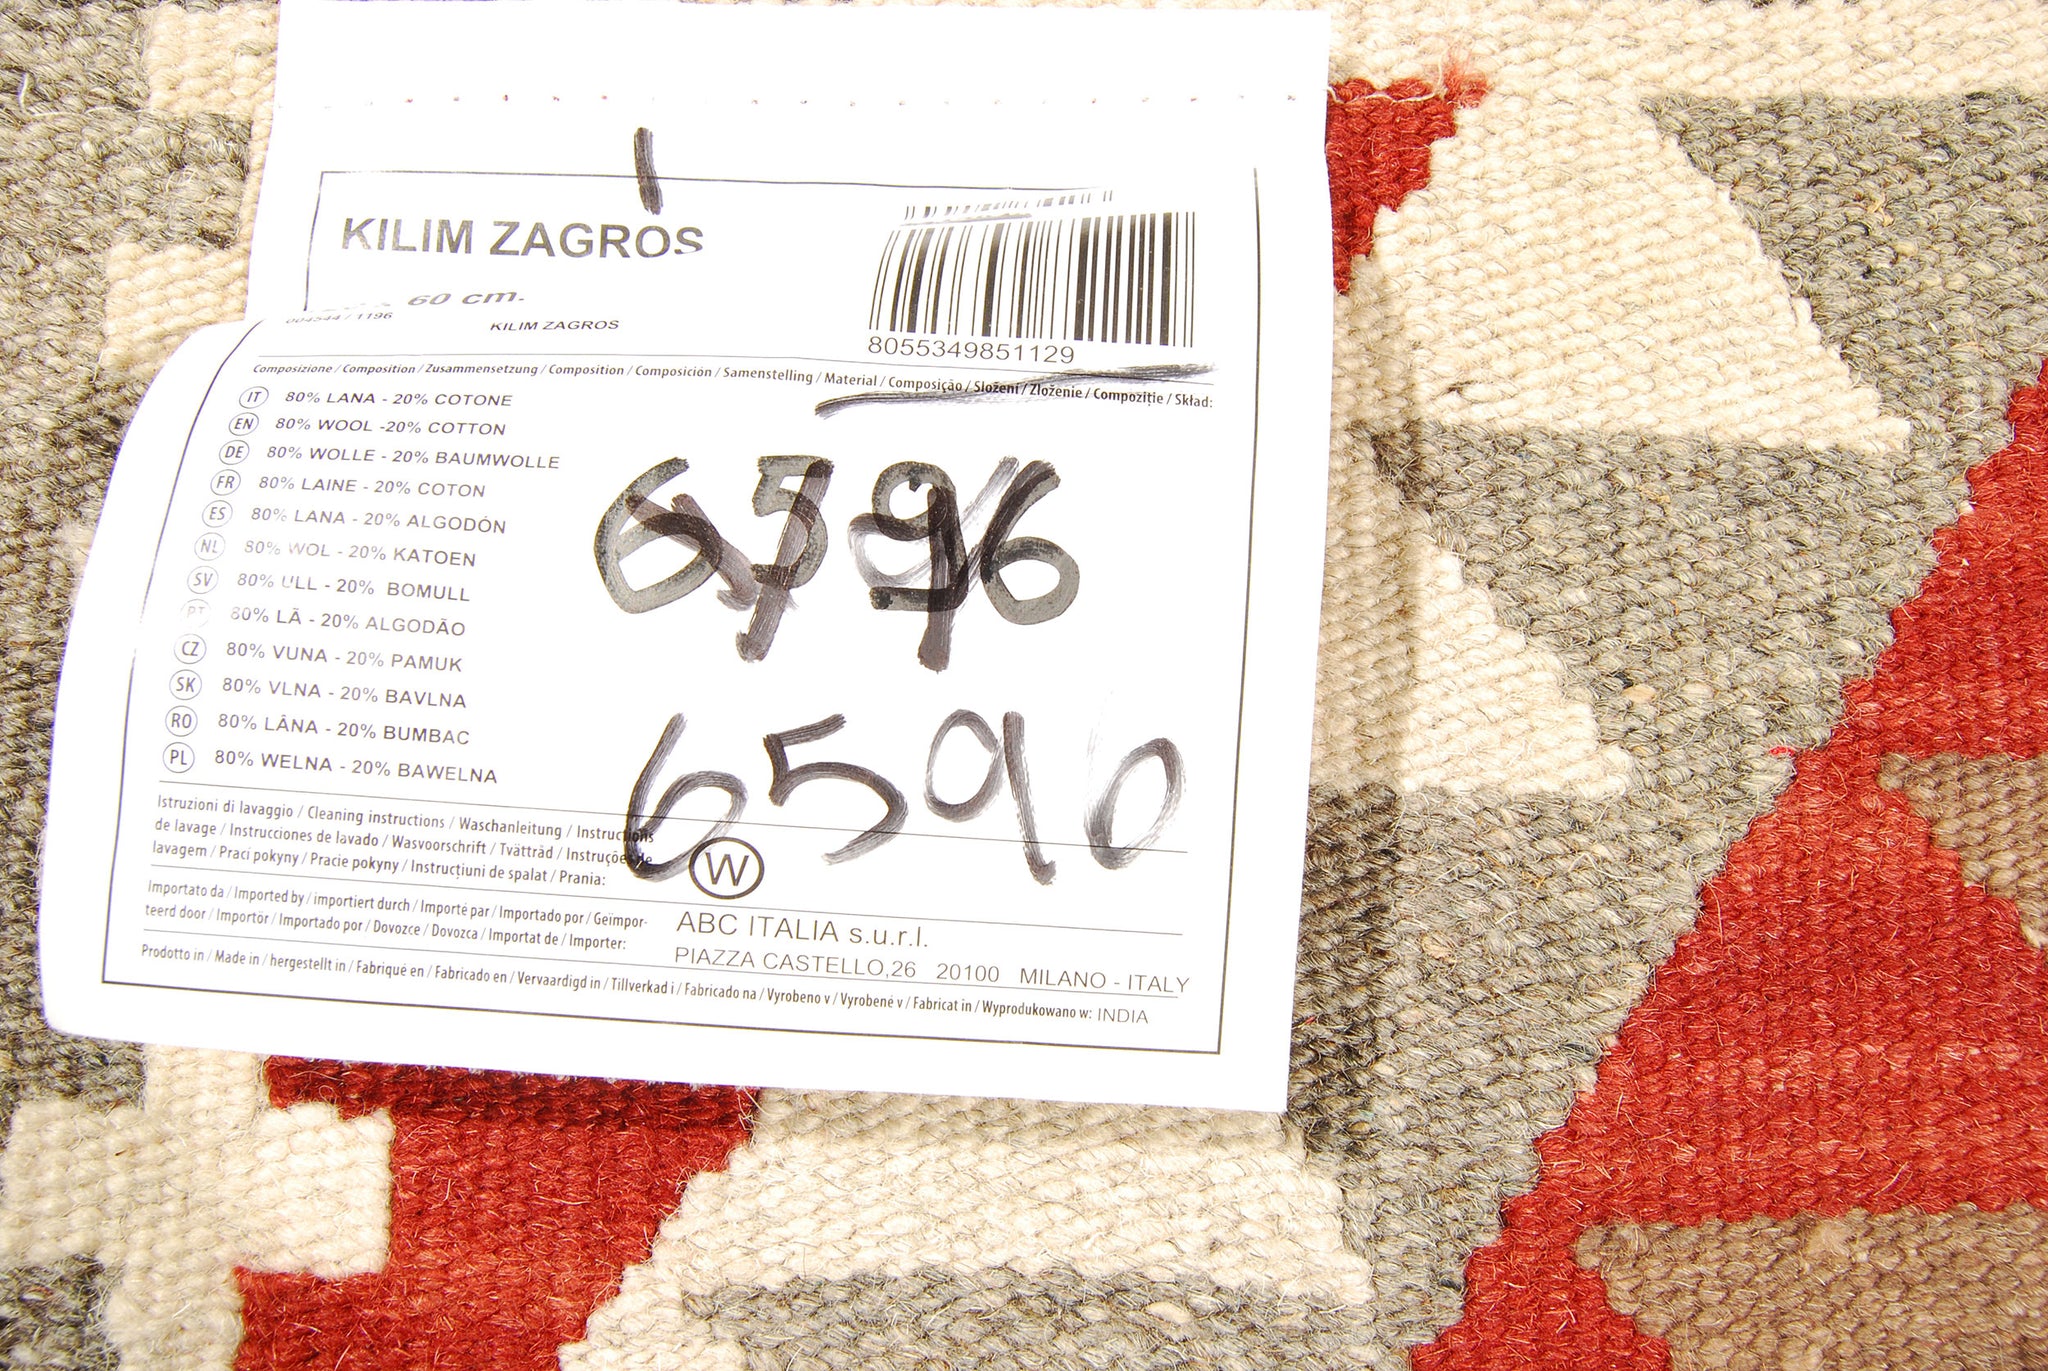 KILIM ZAGROS
60 cm.
004544 / 1196 KILIM ZAGROS
8055349851129
Composizione / Composition / Zusammensetzung / Composition / Composición / Samenstelling / Material / Composição / Složení / Zloženie / Compoziție / Skład:
IT 80% LANA - 20% COTONE
EN 80% WOOL -20% COTTON
DE 80% WOLLE - 20% BAUMWOLLE
FR 80% LAINE - 20% COTON
ES 80% LANA - 20% ALGODÓN
NL 80% WOL - 20% KATOEN
SV 80% ULL - 20% BOMULL
PT 80% LÃ - 20% ALGODÃO
CZ 80% VUNA - 20% PAMUK
SK 80% VLNA - 20% BAVLNA
RO 80% LÂNA - 20% BUMBAC
PL 80% WELNA - 20% BAWELNA
6596
Istruzioni di lavaggio / Cleaning instructions / Waschanleitung / Instructions
de lavage / Instrucciones de lavado / Wasvoorschrift / Tvättråd / Instruções de
lavagem / Prací pokyny / Pracie pokyny / Instrucțiuni de spalat / Prania:
W
Importato da / Imported by / importiert durch / Importé par / Importado por / Geïmpor-
teerd door / Importör / Importado por / Dovozce / Dovozca / Importat de / Importer:
ABC ITALIA s.u.r.l.
PIAZZA CASTELLO,26 20100 MILANO - ITALY
Prodotto in / Made in / hergestellt in / Fabriqué en / Fabricado en / Vervaardigd in / Tillverkad i / Fabricado na / Vyrobeno v / Vyrobené v / Fabricat in / Wyprodukowano w: INDIA